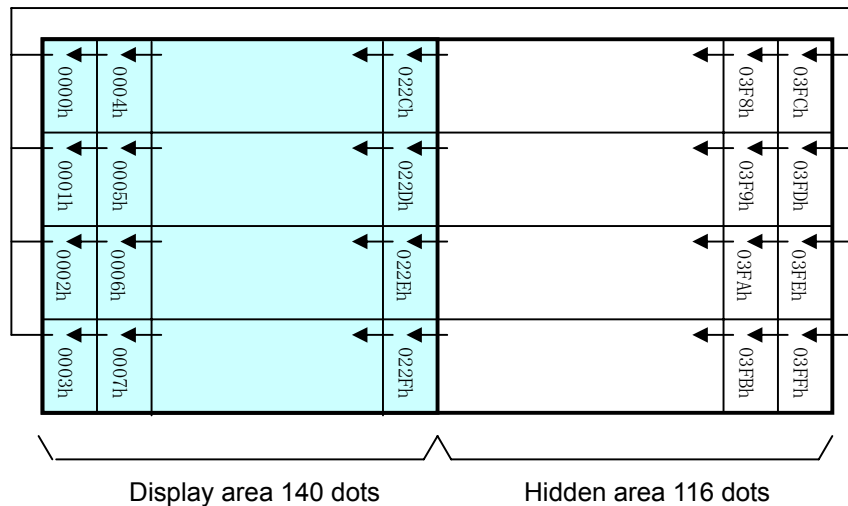 0000h 0004h 022Ch 03F8h 03FCh
0001h 0005h 022Dh 03F9h 03FDh
0002h 0006h 022Eh 03FAh 03FEh
0003h 0007h 022Fh 03FBh 03FFh
Display area 140 dots Hidden area 116 dots